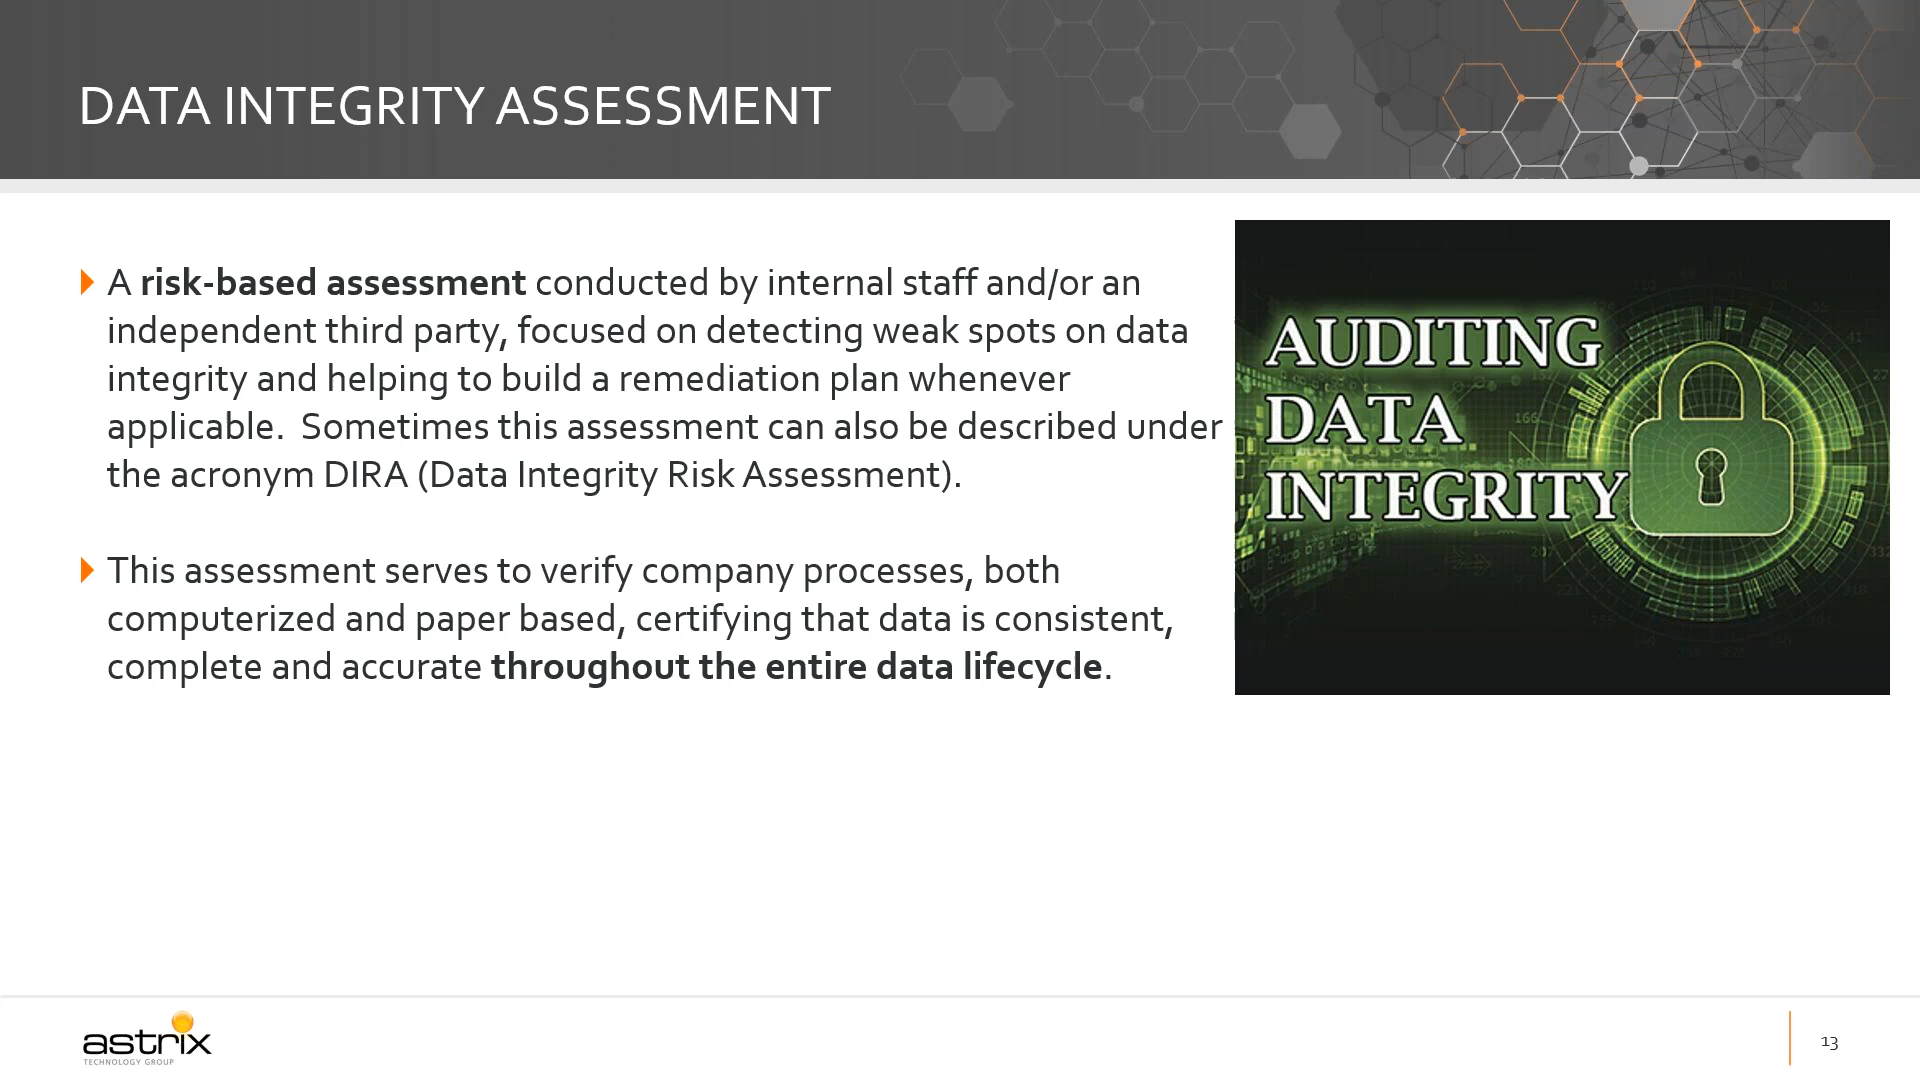 DATA INTEGRITY ASSESSMENT
A risk-based assessment conducted by internal staff and/or an
independent third party, focused on detecting weak spots on data
integrity and helping to build a remediation plan whenever
applicable.  Sometimes this assessment can also be described under
the acronym DIRA (Data Integrity Risk Assessment).
This assessment serves to verify company processes, both
computerized and paper based, certifying that data is consistent,
complete and accurate throughout the entire data lifecycle.
AUDITING
DATA
INTEGRITY
astrix
TECHNOLOGY GROUP
13